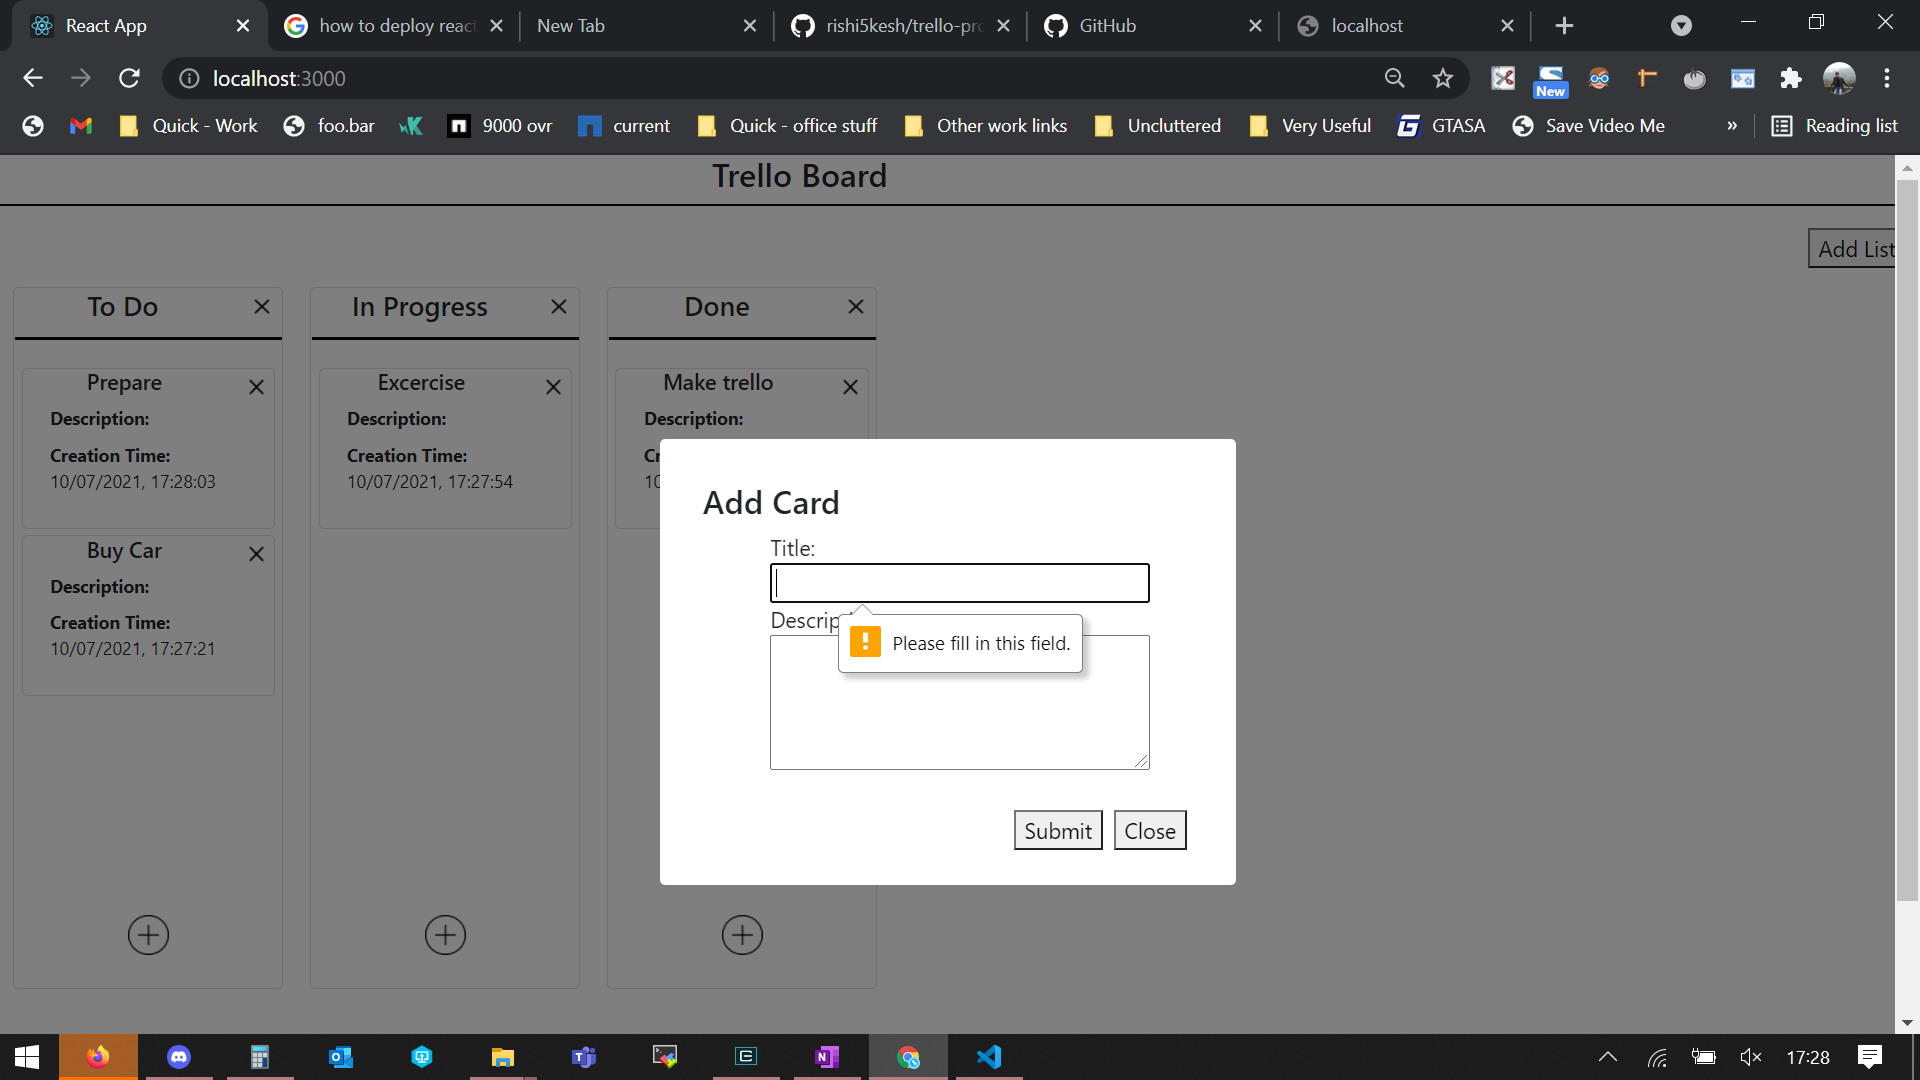 React App
how to deploy react
New Tab
rishi5kesh/trello-pro
GitHub
localhost
localhost:3000
New
Quick - Work
foo.bar
9000 ovr
current
Quick - office stuff
Other work links
Uncluttered
Very Useful
GTASA
Save Video Me
»
Reading list
Trello Board
Add List
To Do
In Progress
Done
Prepare
Description:
Creation Time:
10/07/2021, 17:28:03
Excercise
Description:
Creation Time:
10/07/2021, 17:27:54
Make trello
Description:
Cr
10
Buy Car
Description:
Creation Time:
10/07/2021, 17:27:21
Add Card
Title:
Descrip
Please fill in this field.
Submit
Close
17:28